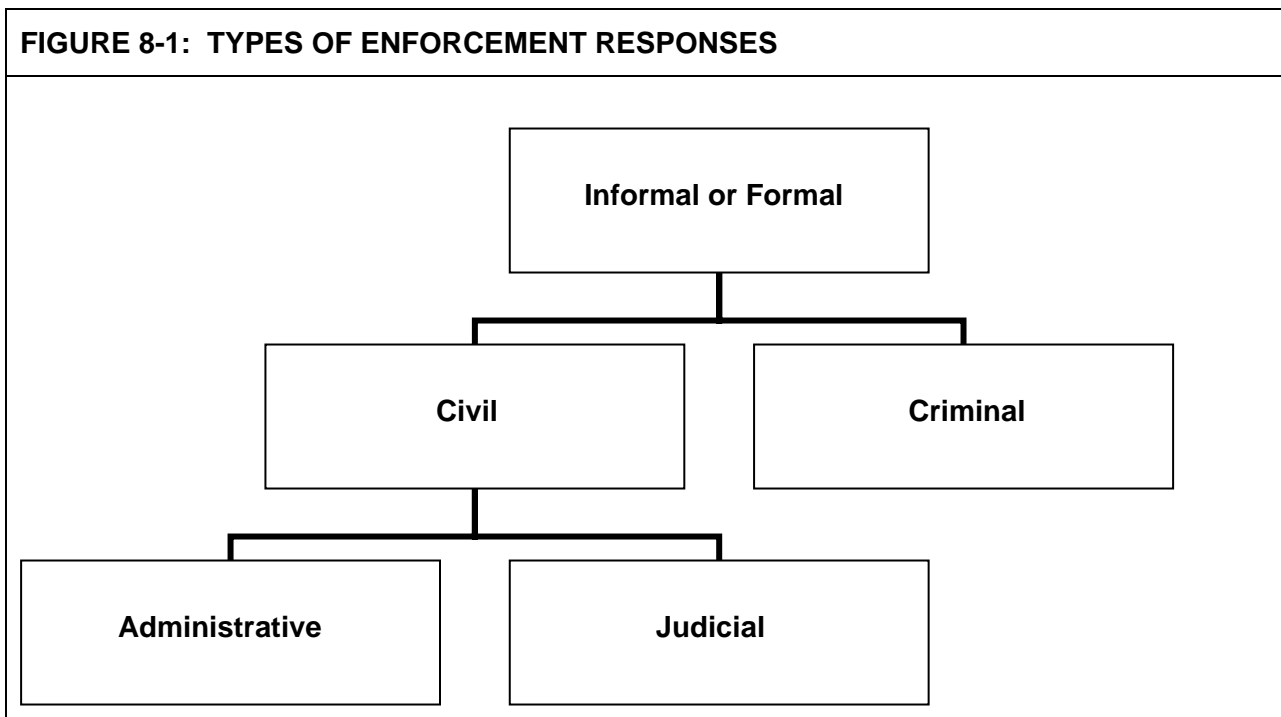 FIGURE 8-1: TYPES OF ENFORCEMENT RESPONSES
Informal or Formal
Civil
Criminal
Administrative
Judicial